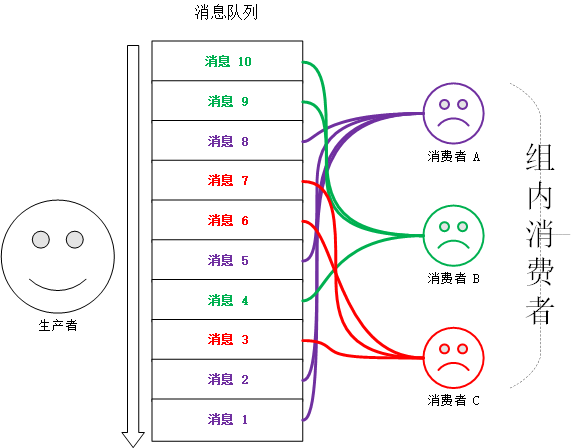 消息队列
消息 10
消息 9
消息 8
消息 7
消息 6
消息 5
消息 4
消息 3
消息 2
消息 1
生产者
消费者 A
消费者 B
消费者 C
组内消费者